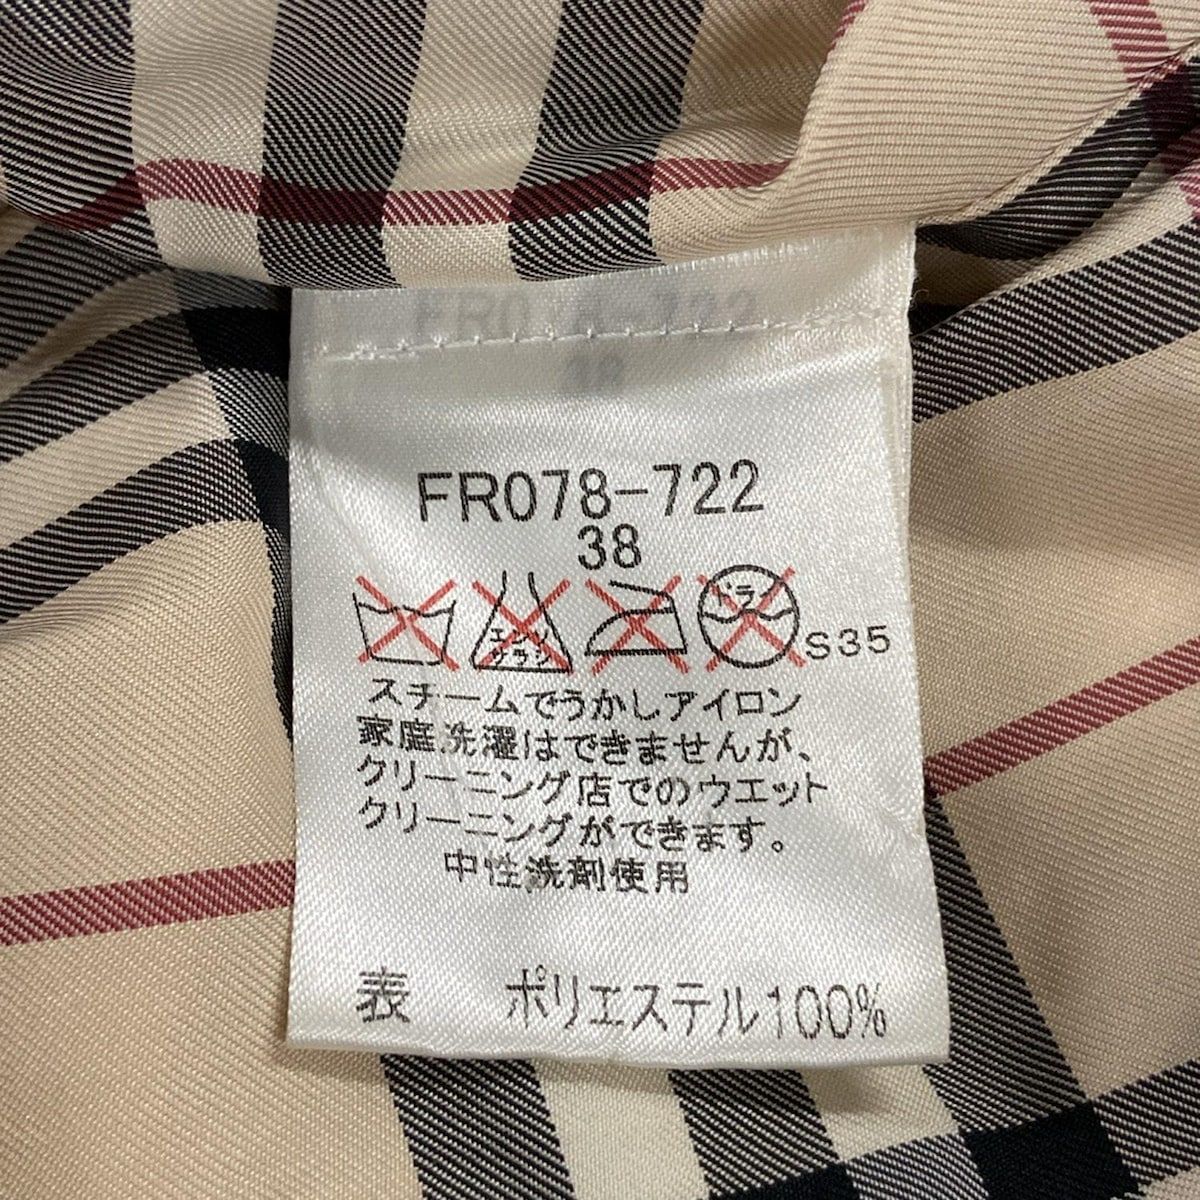 FR078-722
38
エンソ
サラシ
ドライ
S35
スチームでうかしアイロン
家庭洗濯はできませんが、
クリーニング店でのウエット
クリーニングができます。
中性洗剤使用
表 ポリエステル100%